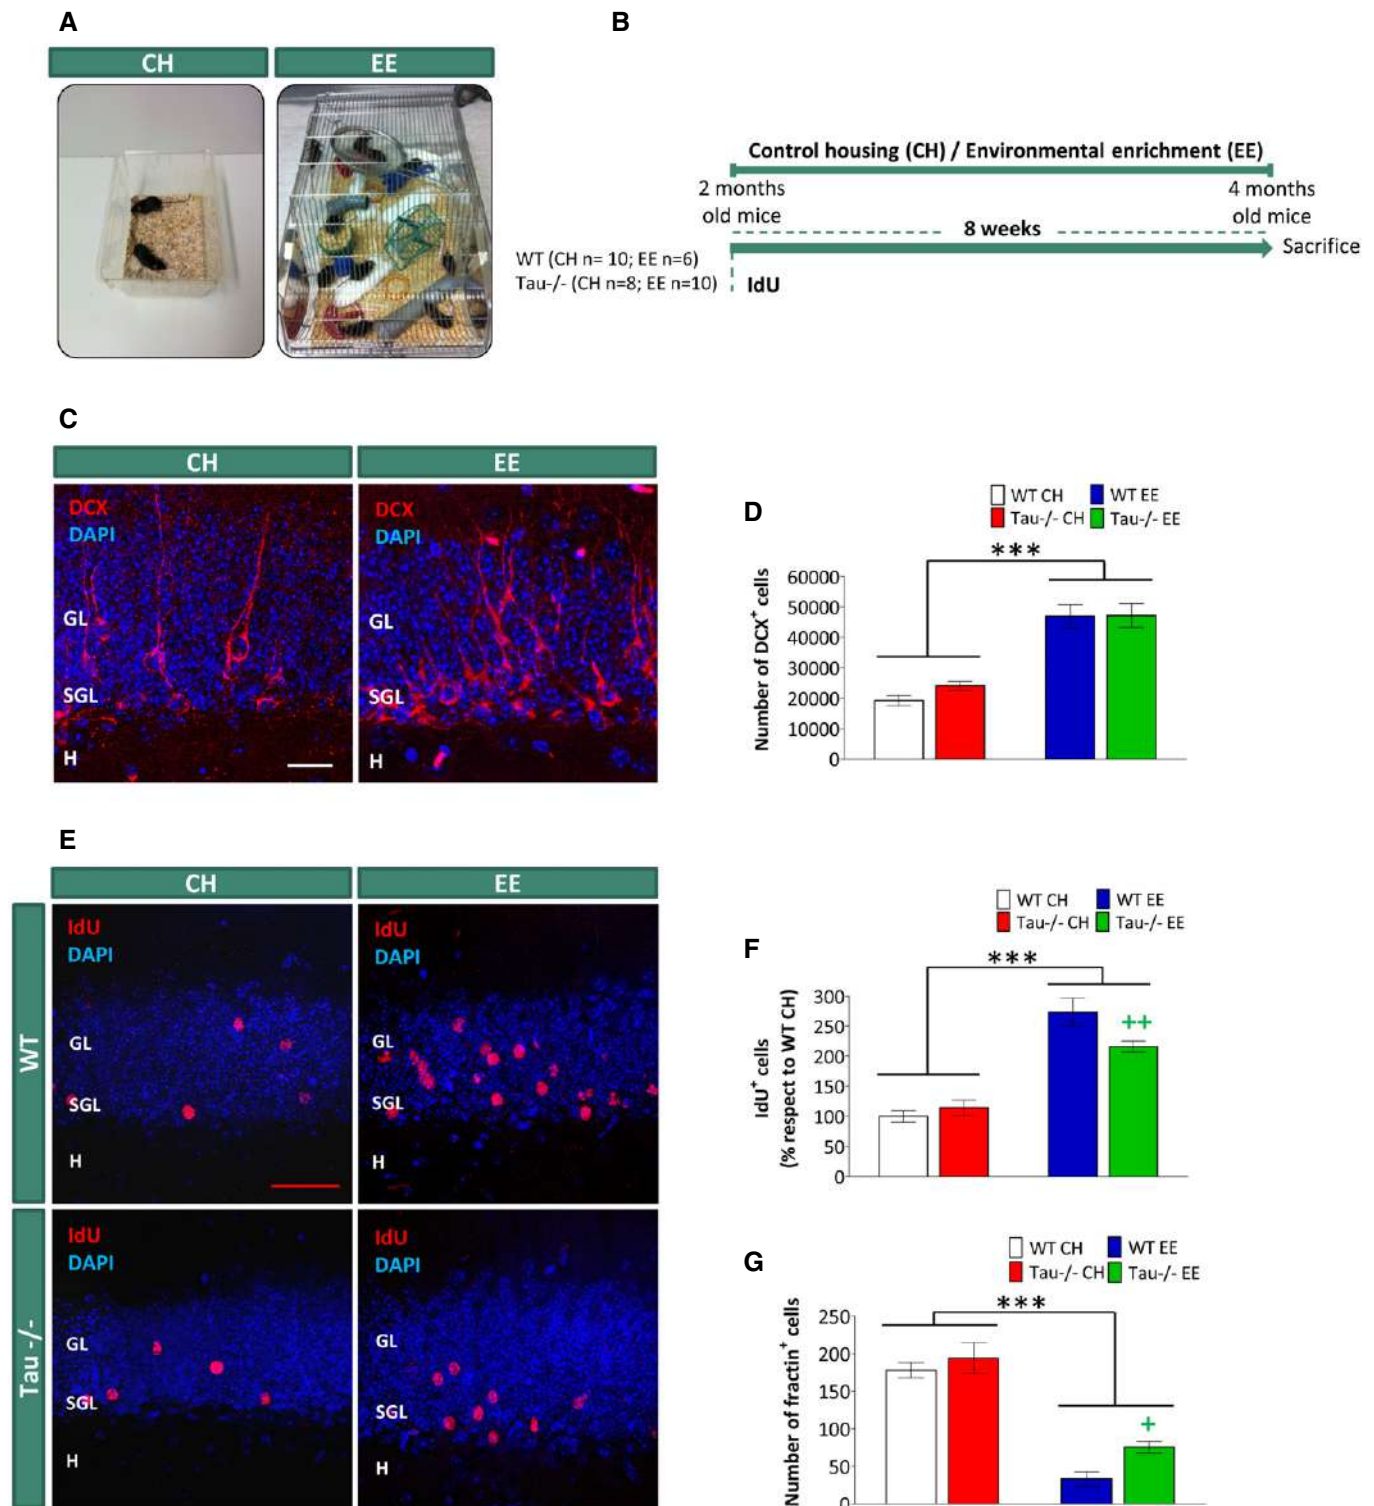 A
B
CH
EE
Control housing (CH) / Environmental enrichment (EE)
2 months
old mice
4 months
old mice
8 weeks
Sacrifice
WT (CH n= 10; EE n=6)
Tau-/- (CH n=8; EE n=10)
IdU
C
CH
EE
DCX
DAPI
GL
SGL
H
DCX
DAPI
GL
SGL
H
D
WT CH
WT EE
Tau-/- CH
Tau-/- EE
***
Number of DCX+ cells
60000
50000
40000
30000
20000
10000
0
E
CH
EE
WT
IdU
DAPI
GL
SGL
H
IdU
DAPI
GL
SGL
H
Tau -/-
IdU
DAPI
GL
SGL
H
IdU
DAPI
GL
SGL
H
F
WT CH
WT EE
Tau-/- CH
Tau-/- EE
***
++
IdU+ cells
(% respect to WT CH)
300
250
200
150
100
50
0
G
WT CH
WT EE
Tau-/- CH
Tau-/- EE
***
+
Number of fractin+ cells
250
200
150
100
50
0